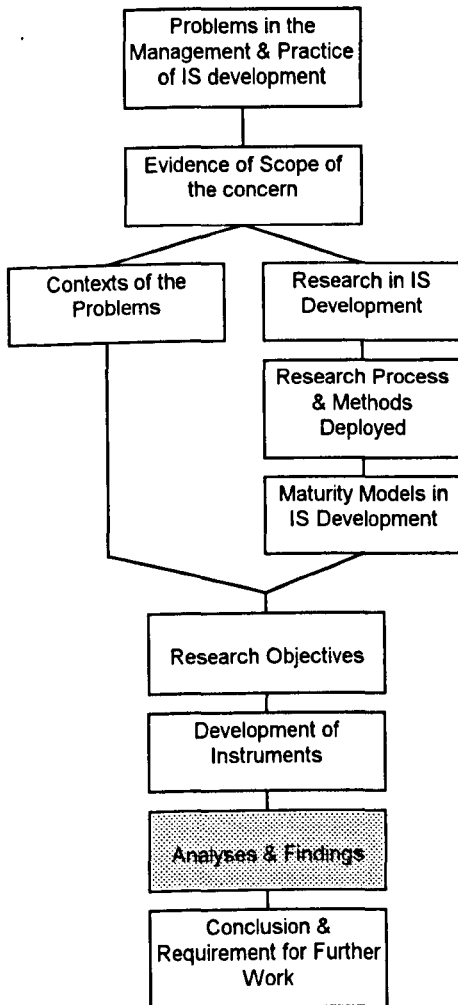 Problems in the
Management & Practice
of IS development
Evidence of Scope of
the concern
Contexts of the
Problems
Research in IS
Development
Research Process
& Methods
Deployed
Maturity Models in
IS Development
Research Objectives
Development of
Instruments
Analyses & Findings
Conclusion &
Requirement for Further
Work